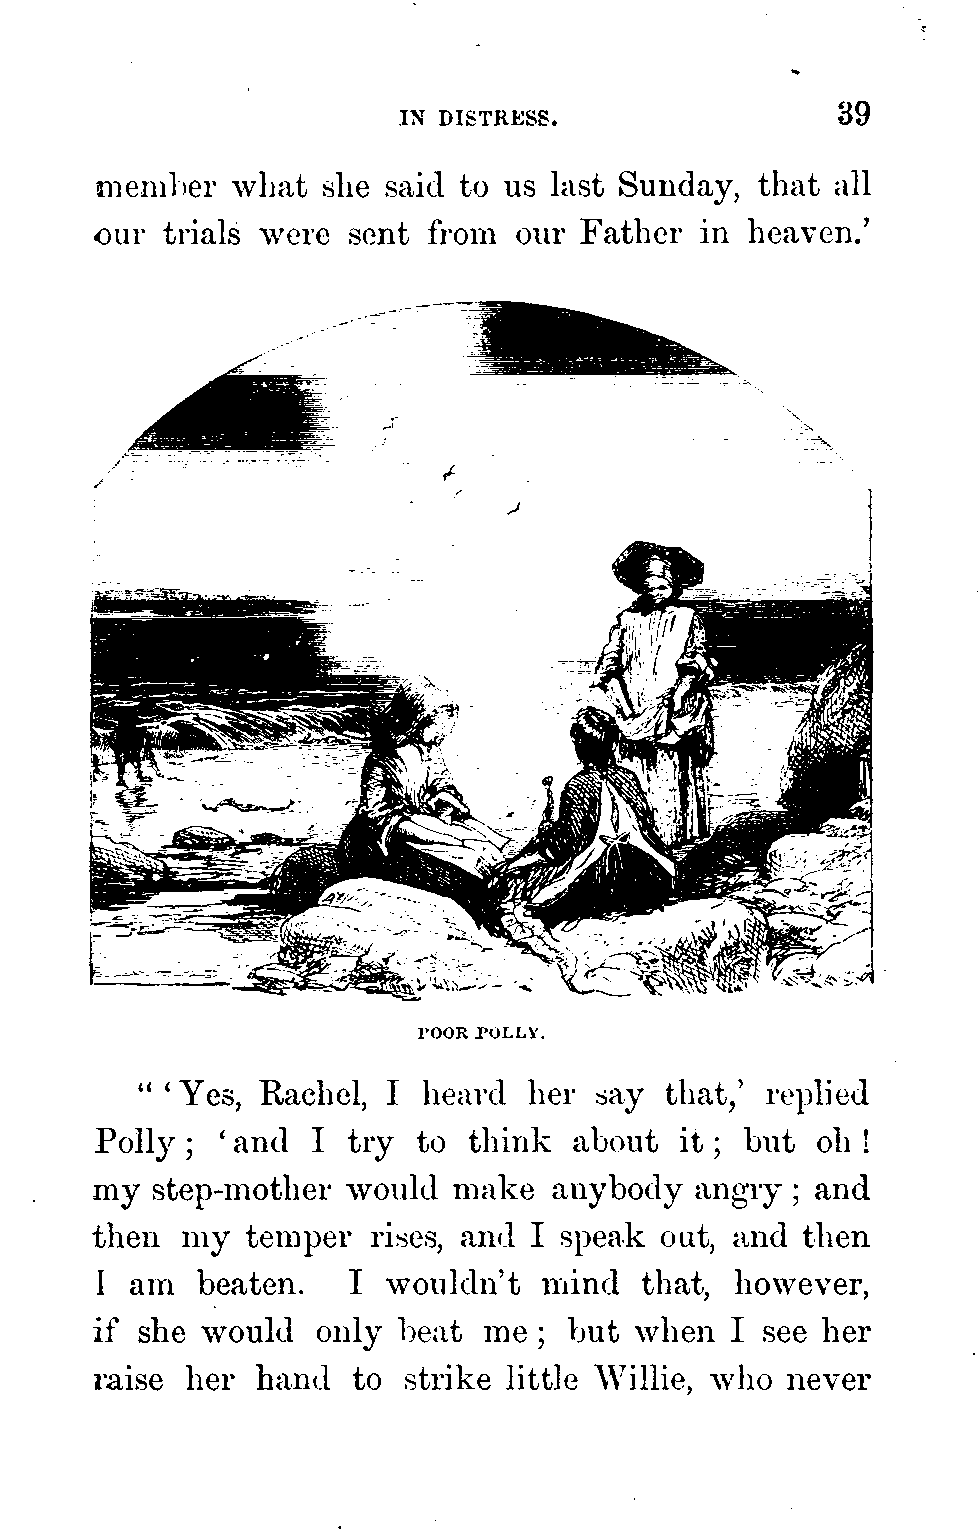 IN DISTRESS. 39
member what she said to us last Sunday, that all
our trials were sent from our Father in heaven.'
POOR POLLY.
" 'Yes, Rachel, I heard her say that,' replied
Polly; 'and I try to think about it; but oh!
my step-mother would make anybody angry; and
then my temper rises, and I speak out, and then
I am beaten. I wouldn't mind that, however,
if she would only beat me; but when I see her
raise her hand to strike little Willie, who never